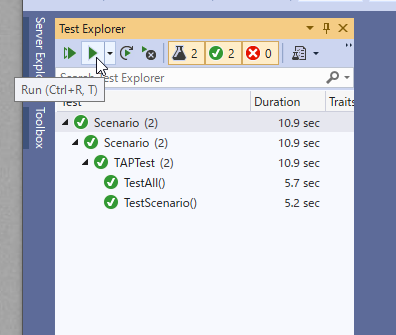 Test Explorer
2 2 0
Search Test Explorer
Run (Ctrl+R, T)
Test Duration Traits
Scenario (2) 10.9 sec
Scenario (2) 10.9 sec
TAPTest (2) 10.9 sec
TestAll() 5.7 sec
TestScenario() 5.2 sec
Server Explo
Toolbox